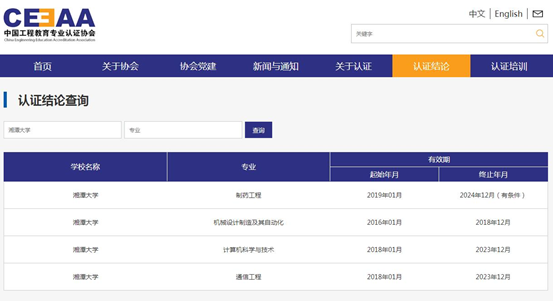 CEEAA
中国工程教育专业认证协会
China Engineering Education Accreditation Association
中文 | English
关键字
首页 关于协会 协会党建 新闻与通知 关于认证 认证结论 认证培训
认证结论查询
湘潭大学 专业 查询
学校名称 专业 有效期
起始年月 终止年月
湘潭大学 制药工程 2019年01月 2024年12月（有条件）
湘潭大学 机械设计制造及其自动化 2016年01月 2018年12月
湘潭大学 计算机科学与技术 2018年01月 2023年12月
湘潭大学 通信工程 2018年01月 2023年12月